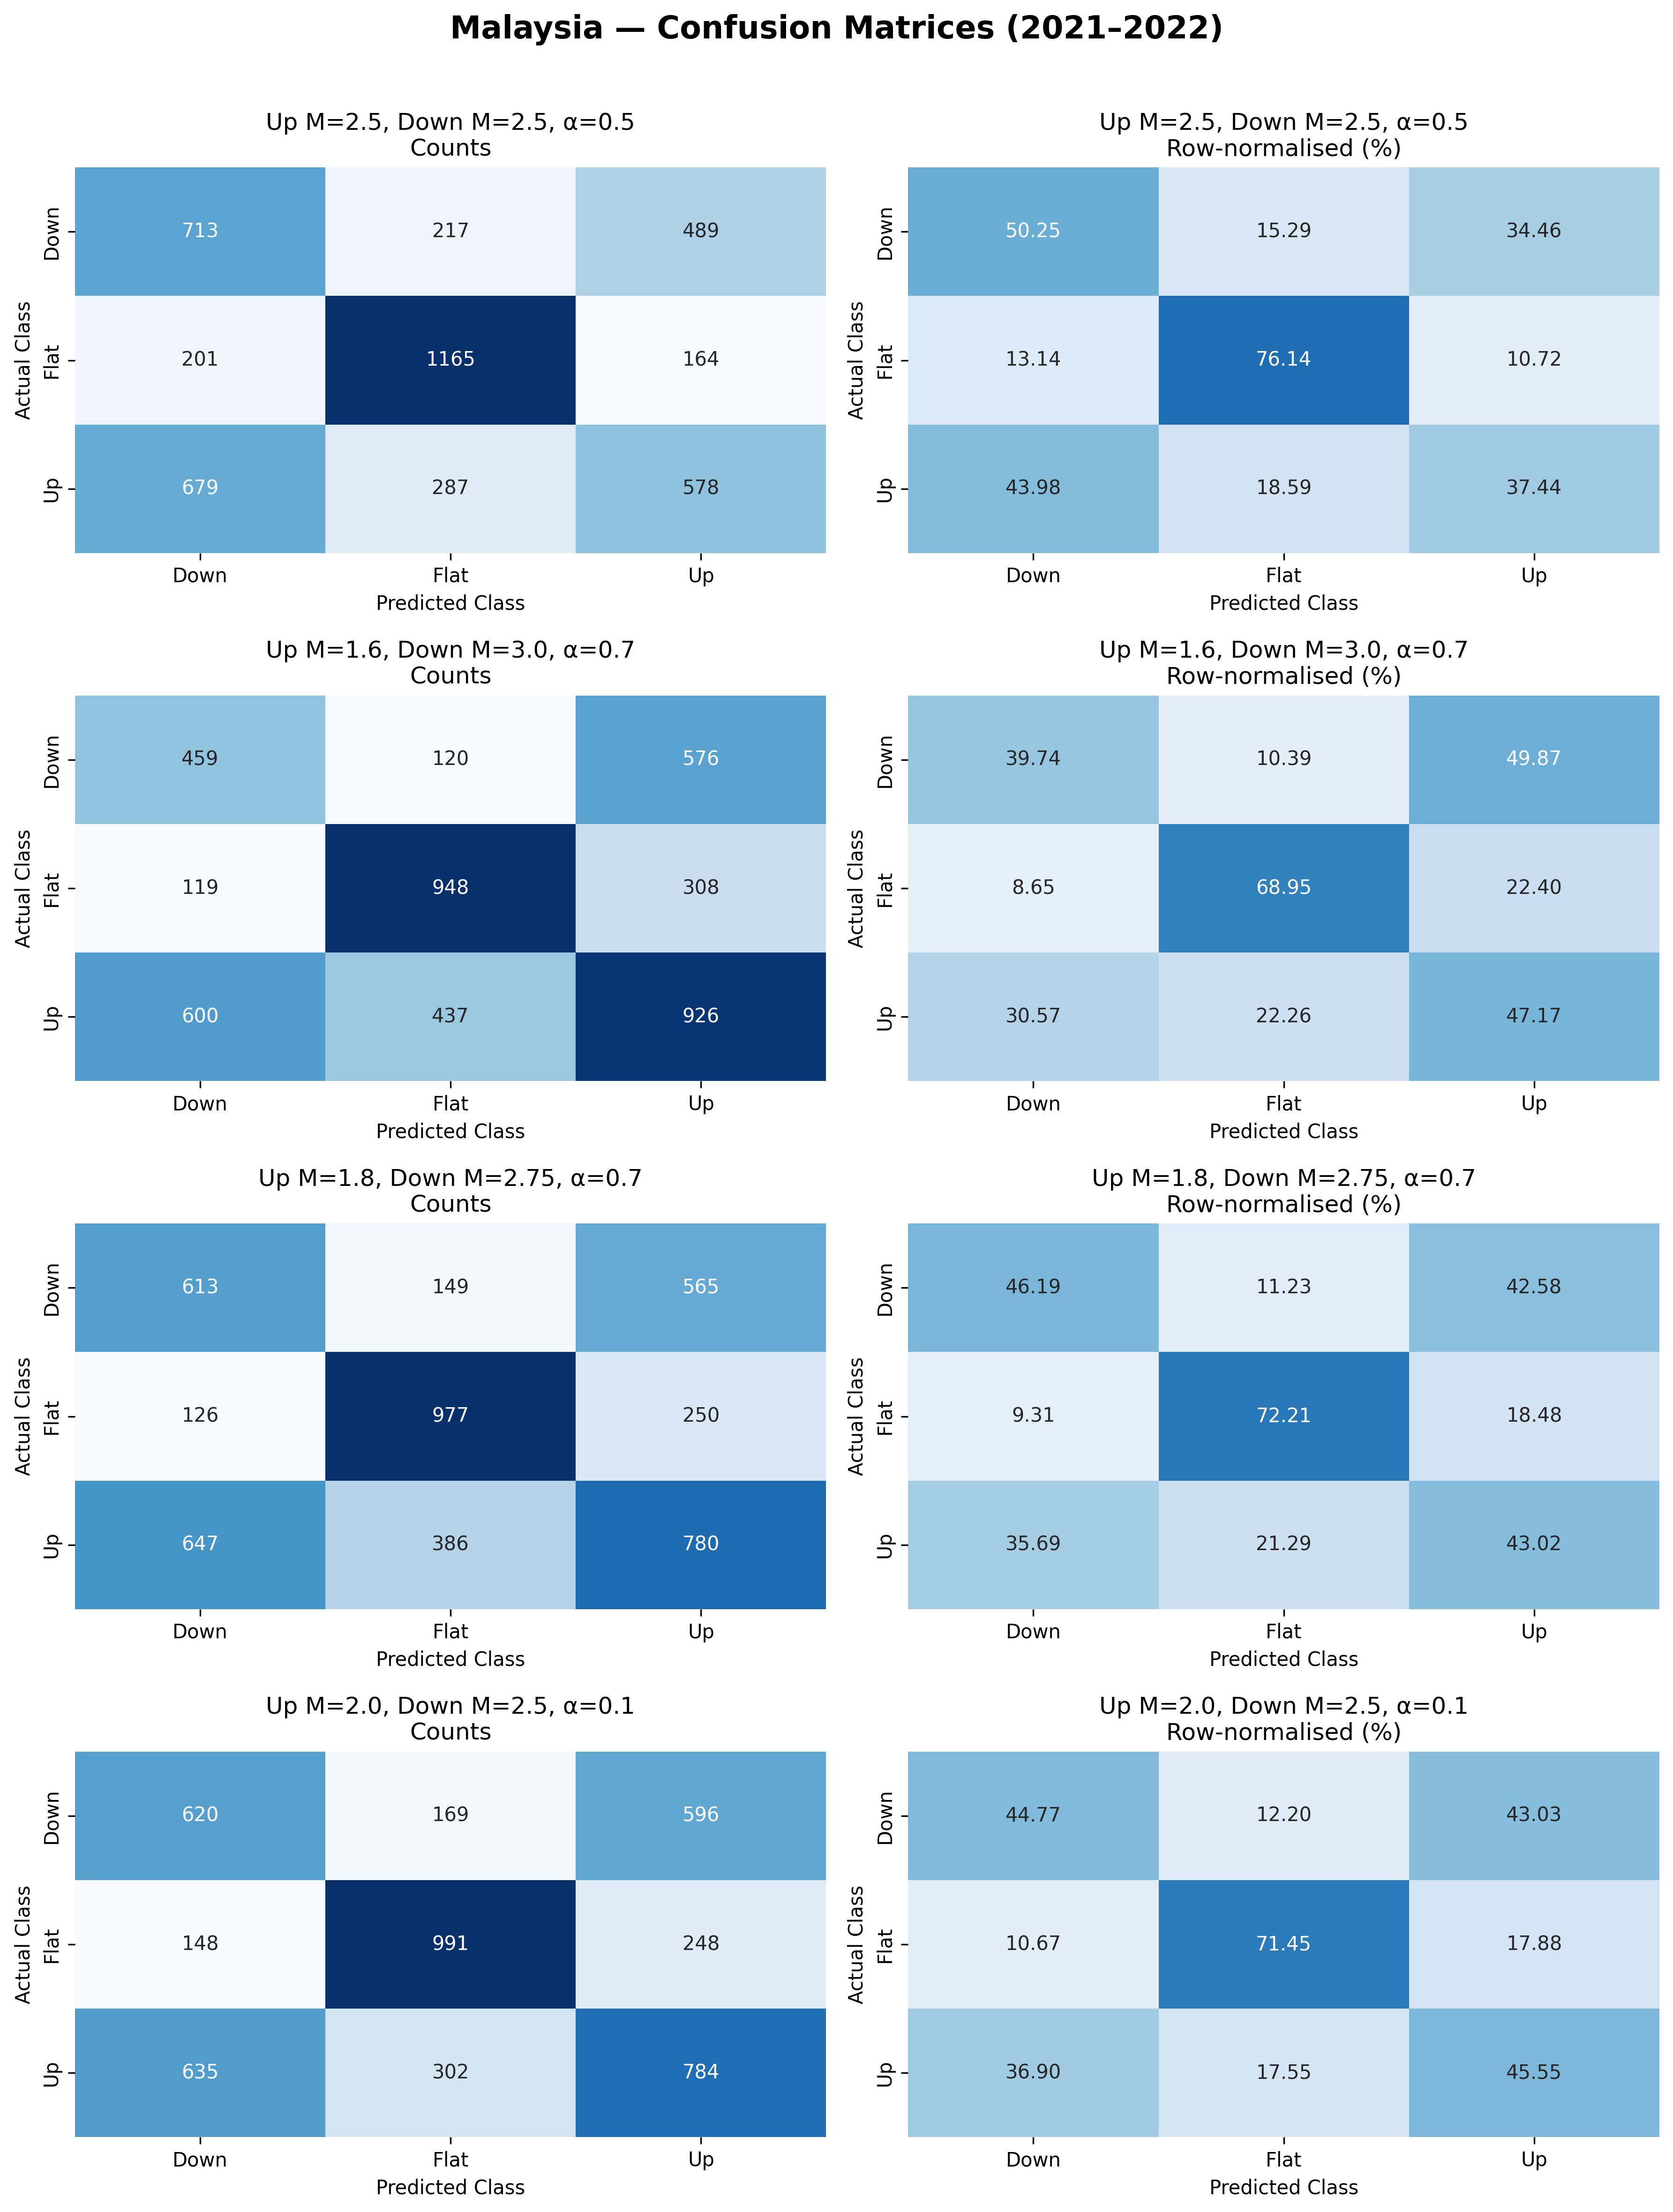 Malaysia — Confusion Matrices (2021–2022)
Up M=2.5, Down M=2.5, α=0.5
Counts
Actual Class
Down
713 217 489
Flat
201 1165 164
Up
679 287 578
Down Flat Up
Predicted Class
Up M=2.5, Down M=2.5, α=0.5
Row-normalised (%)
Actual Class
Down
50.25 15.29 34.46
Flat
13.14 76.14 10.72
Up
43.98 18.59 37.44
Down Flat Up
Predicted Class
Up M=1.6, Down M=3.0, α=0.7
Counts
Actual Class
Down
459 120 576
Flat
119 948 308
Up
600 437 926
Down Flat Up
Predicted Class
Up M=1.6, Down M=3.0, α=0.7
Row-normalised (%)
Actual Class
Down
39.74 10.39 49.87
Flat
8.65 68.95 22.40
Up
30.57 22.26 47.17
Down Flat Up
Predicted Class
Up M=1.8, Down M=2.75, α=0.7
Counts
Actual Class
Down
613 149 565
Flat
126 977 250
Up
647 386 780
Down Flat Up
Predicted Class
Up M=1.8, Down M=2.75, α=0.7
Row-normalised (%)
Actual Class
Down
46.19 11.23 42.58
Flat
9.31 72.21 18.48
Up
35.69 21.29 43.02
Down Flat Up
Predicted Class
Up M=2.0, Down M=2.5, α=0.1
Counts
Actual Class
Down
620 169 596
Flat
148 991 248
Up
635 302 784
Down Flat Up
Predicted Class
Up M=2.0, Down M=2.5, α=0.1
Row-normalised (%)
Actual Class
Down
44.77 12.20 43.03
Flat
10.67 71.45 17.88
Up
36.90 17.55 45.55
Down Flat Up
Predicted Class